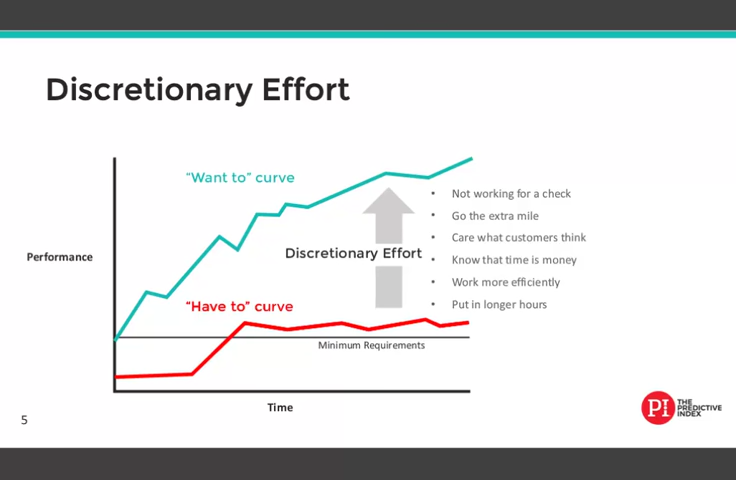 Discretionary Effort
“Want to” curve
Performance
Discretionary Effort
“Have to” curve
Minimum Requirements
Time
• Not working for a check
• Go the extra mile
• Care what customers think
• Know that time is money
• Work more efficiently
• Put in longer hours
5
PI
THE
PREDICTIVE
INDEX